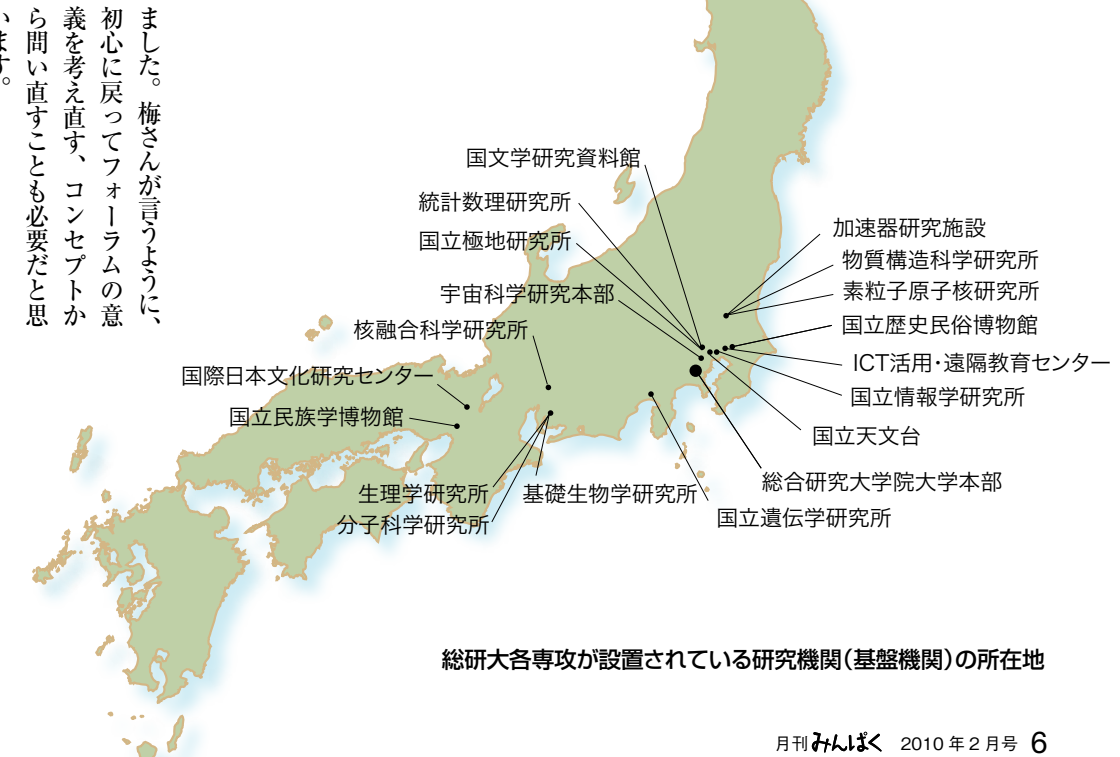 ました。梅さんが言うように、
初心に戻ってフォーラムの意
義を考え直す、コンセプトか
ら問い直すことも必要だと思
います。
国文学研究資料館
統計数理研究所
国立極地研究所
宇宙科学研究本部
核融合科学研究所
国際日本文化研究センター
国立民族学博物館
加速器研究施設
物質構造科学研究所
素粒子原子核研究所
国立歴史民俗博物館
ICT活用・遠隔教育センター
国立情報学研究所
国立天文台
総合研究大学院大学本部
国立遺伝学研究所
生理学研究所
基礎生物学研究所
分子科学研究所
総研大各専攻が設置されている研究機関（基盤機関）の所在地
月刊みんぱく 2010年2月号 6